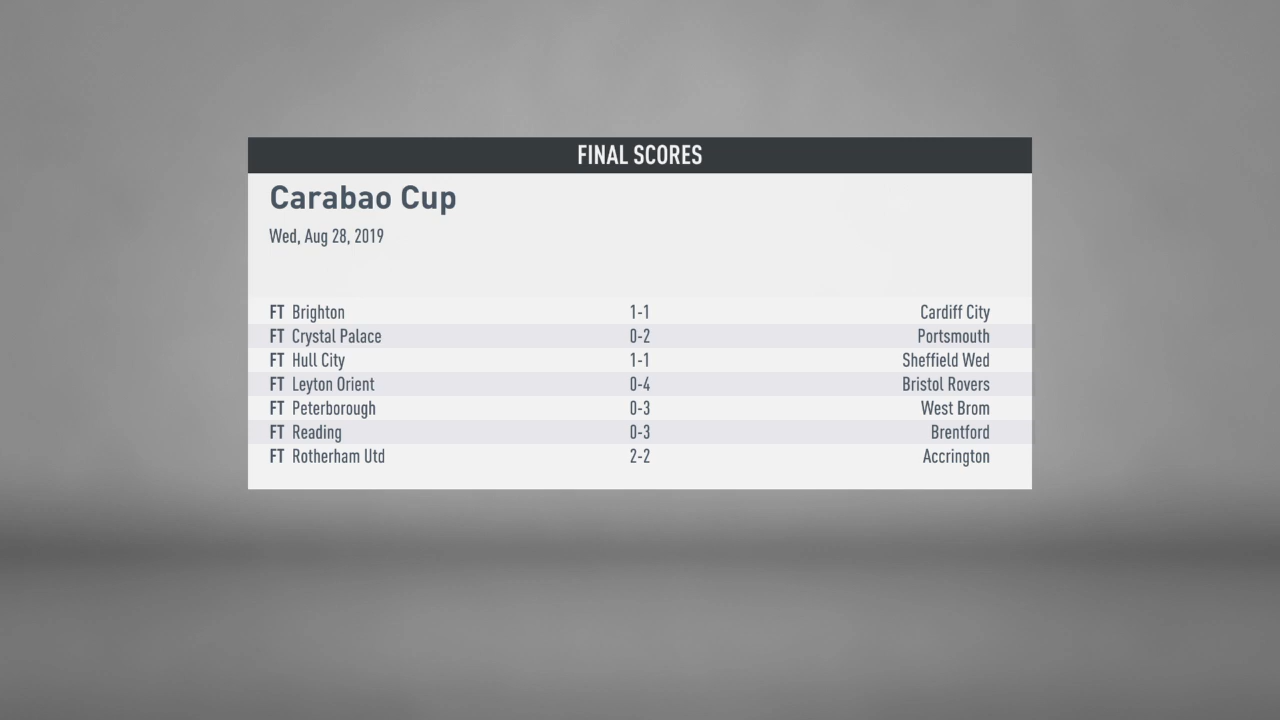 FINAL SCORES
Carabao Cup
Wed, Aug 28, 2019
FT Brighton 1-1 Cardiff City
FT Crystal Palace 0-2 Portsmouth
FT Hull City 1-1 Sheffield Wed
FT Leyton Orient 0-4 Bristol Rovers
FT Peterborough 0-3 West Brom
FT Reading 0-3 Brentford
FT Rotherham Utd 2-2 Accrington